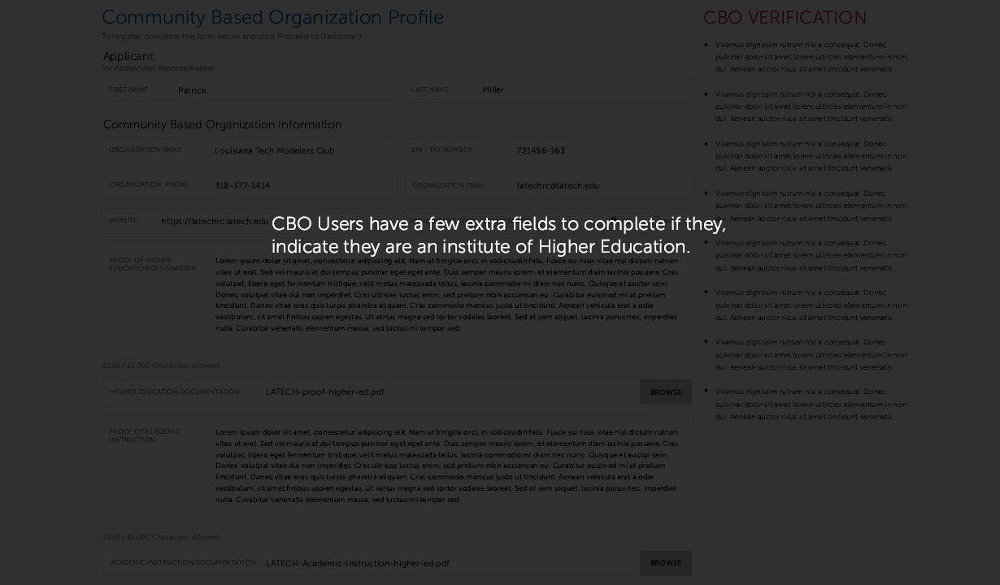 Community Based Organization Profile
To register, complete the form below and click Proceed to Dashboard.
Applicant
(or Authorized Representative)
FIRST NAME Patrick
LAST NAME Miller
Community Based Organization Information
ORGANIZATION NAME Louisiana Tech Modelers Club
EIN / TAX NUMBER 721456-163
ORGANIZATION PHONE 318-377-1414
ORGANIZATION EMAIL latechrc@latech.edu
WEBSITE https://latechrc.latech.edu
CBO Users have a few extra fields to complete if they,
indicate they are an institute of Higher Education.
PROOF OF HIGHER
EDUCATION DESIGNATION
Lorem ipsum dolor sit amet, consectetur adipiscing elit. Nam ut fringilla orci, in sollicitudin felis. Fusce eu risus vitae nisl dictum rutrum
vitae ut erat. Sed vel mauris at dui tempus pulvinar eget eget ante. Duis semper mauris lorem, et elementum diam lacinia posuere. Cras
volutpat, libero eget fermentum tristique, velit metus malesuada tellus, lacinia commodo mi diam nec nunc. Quisque et auctor sem.
Donec volutpat vitae dui non imperdiet. Cras ultrices luctus enim, sed pretium nibh accumsan eu. Curabitur euismod mi at pretium
tincidunt. Donec vitae eros quis turpis pharetra aliquam. Cras commodo rhoncus justo ut tincidunt. Aenean vehicula erat a odio
vestibulum, sit amet finibus sapien egestas. Ut varius magna sed tortor sodales laoreet. Sed et sem aliquet, lacinia purus nec, imperdiet
nulla. Curabitur venenatis elementum massa, sed luctus mi tempor sed.
2250 / 15,000 Characters Allowed
HIGHER EDUCATION DOCUMENTATION LATECH-proof-higher-ed.pdf BROWSE
PROOF OF ACADEMIC
INSTRUCTION
Lorem ipsum dolor sit amet, consectetur adipiscing elit. Nam ut fringilla orci, in sollicitudin felis. Fusce eu risus vitae nisl dictum rutrum
vitae ut erat. Sed vel mauris at dui tempus pulvinar eget eget ante. Duis semper mauris lorem, et elementum diam lacinia posuere. Cras
volutpat, libero eget fermentum tristique, velit metus malesuada tellus, lacinia commodo mi diam nec nunc. Quisque et auctor sem.
Donec volutpat vitae dui non imperdiet. Cras ultrices luctus enim, sed pretium nibh accumsan eu. Curabitur euismod mi at pretium
tincidunt. Donec vitae eros quis turpis pharetra aliquam. Cras commodo rhoncus justo ut tincidunt. Aenean vehicula erat a odio
vestibulum, sit amet finibus sapien egestas. Ut varius magna sed tortor sodales laoreet. Sed et sem aliquet, lacinia purus nec, imperdiet
nulla. Curabitur venenatis elementum massa, sed luctus mi tempor sed.
2250 / 15,000 Characters Allowed
ACADEMIC INSTRUCTION DOCUMENTATION LATECH-Academic-Instruction-higher-ed.pdf BROWSE
CBO VERIFICATION
• Vivamus dignissim rutrum nisi a consequat. Donec
pulvinar dolor sit amet lorem ultricies elementum in non
dui. Aenean auctor risus sit amet tincidunt venenatis.
• Vivamus dignissim rutrum nisi a consequat. Donec
pulvinar dolor sit amet lorem ultricies elementum in non
dui. Aenean auctor risus sit amet tincidunt venenatis.
• Vivamus dignissim rutrum nisi a consequat. Donec
pulvinar dolor sit amet lorem ultricies elementum in non
dui. Aenean auctor risus sit amet tincidunt venenatis.
• Vivamus dignissim rutrum nisi a consequat. Donec
pulvinar dolor sit amet lorem ultricies elementum in non
dui. Aenean auctor risus sit amet tincidunt venenatis.
• Vivamus dignissim rutrum nisi a consequat. Donec
pulvinar dolor sit amet lorem ultricies elementum in non
dui. Aenean auctor risus sit amet tincidunt venenatis.
• Vivamus dignissim rutrum nisi a consequat. Donec
pulvinar dolor sit amet lorem ultricies elementum in non
dui. Aenean auctor risus sit amet tincidunt venenatis.
• Vivamus dignissim rutrum nisi a consequat. Donec
pulvinar dolor sit amet lorem ultricies elementum in non
dui. Aenean auctor risus sit amet tincidunt venenatis.
• Vivamus dignissim rutrum nisi a consequat. Donec
pulvinar dolor sit amet lorem ultricies elementum in non
dui. Aenean auctor risus sit amet tincidunt venenatis.